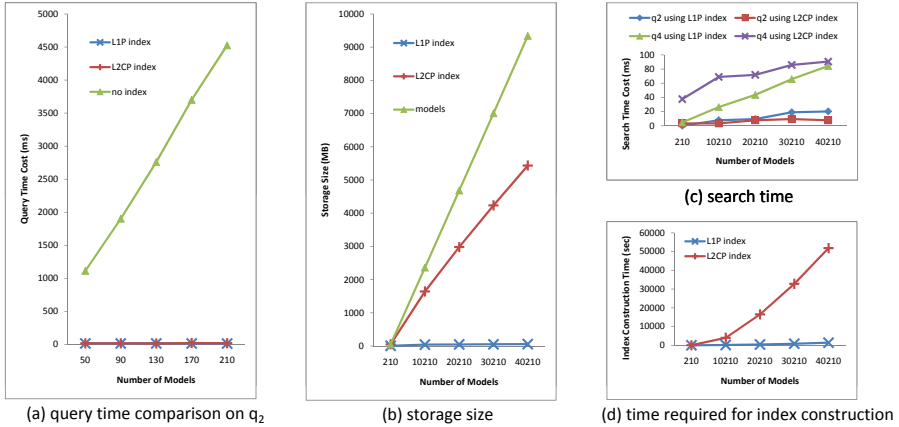 5000
4500
4000
3500
3000
2500
2000
1500
1000
500
0
Query Time Cost (ms)
L1P index
L2CP index
no index
50 90 130 170 210
Number of Models
(a) query time comparison on q2
10000
9000
8000
7000
6000
5000
4000
3000
2000
1000
0
Storage Size (MB)
L1P index
L2CP index
models
210 10210 20210 30210 40210
Number of Models
(b) storage size
q2 using L1P index q2 using L2CP index
q4 using L1P index q4 using L2CP index
100
80
60
40
20
0
Search Time Cost (ms)
210 10210 20210 30210 40210
Number of Models
(c) search time
60000
50000
40000
30000
20000
10000
0
Index Construction Time (sec)
L1P index
L2CP index
210 10210 20210 30210 40210
Number of Models
(d) time required for index construction